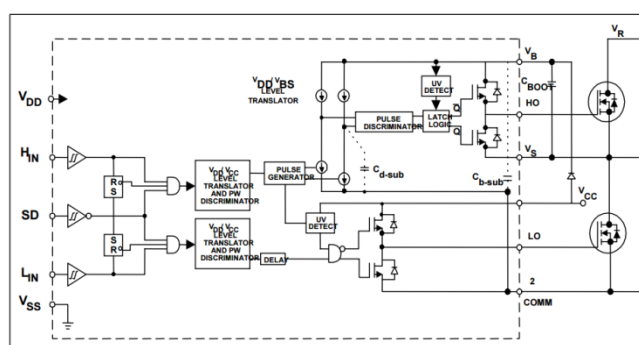 V_R
V_B
V_DD/V_BS
LEVEL
TRANSLATOR
UV
DETECT
C_BOOT
V_DD
PULSE
DISCRIMINATOR
LATCH
LOGIC
Q
Q
HO
H_IN
V_S
V_DD/V_CC
LEVEL
TRANSLATOR
AND PW
DISCRIMINATOR
PULSE
GENERATOR
C_d-sub
C_b-sub
R
S
V_CC
SD
UV
DETECT
V_DD/V_CC
LEVEL
TRANSLATOR
AND PW
DISCRIMINATOR
S
R
LO
DELAY
L_IN
2
V_SS
COMM